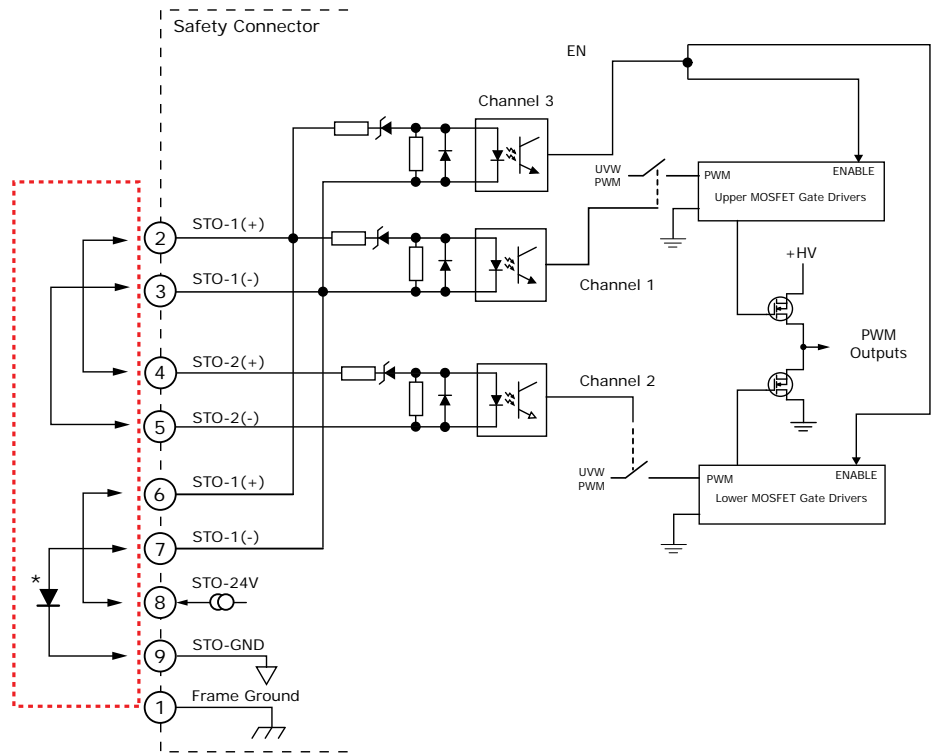 Safety Connector
EN
Channel 3
UVW
PWM
PWM
ENABLE
Upper MOSFET Gate Drivers
2
STO-1(+)
3
STO-1(-)
Channel 1
+HV
PWM
Outputs
4
STO-2(+)
Channel 2
5
STO-2(-)
UVW
PWM
PWM
ENABLE
Lower MOSFET Gate Drivers
6
STO-1(+)
7
STO-1(-)
*
8
STO-24V
9
STO-GND
1
Frame Ground